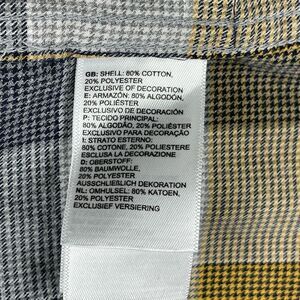 GB: SHELL: 80% COTTON,
20% POLYESTER
EXCLUSIVE OF DECORATION
E: ARMAZÓN: 80% ALGODÓN,
20% POLIÉSTER
EXCLUSIVO DE DECORACIÓN
P: TECIDO PRINCIPAL:
80% ALGODÃO, 20% POLIÉSTER
EXCLUSIVO PARA DECORAÇÃO
I: STRATO ESTERNO:
80% COTONE, 20% POLIESTERE
ESCLUSA LA DECORAZIONE
D: OBERSTOFF:
80% BAUMWOLLE,
20% POLYESTER
AUSSCHLIEẞLICH DEKORATION
NL: OMHULSEL: 80% KATOEN,
20% POLYESTER
EXCLUSIEF VERSIERING